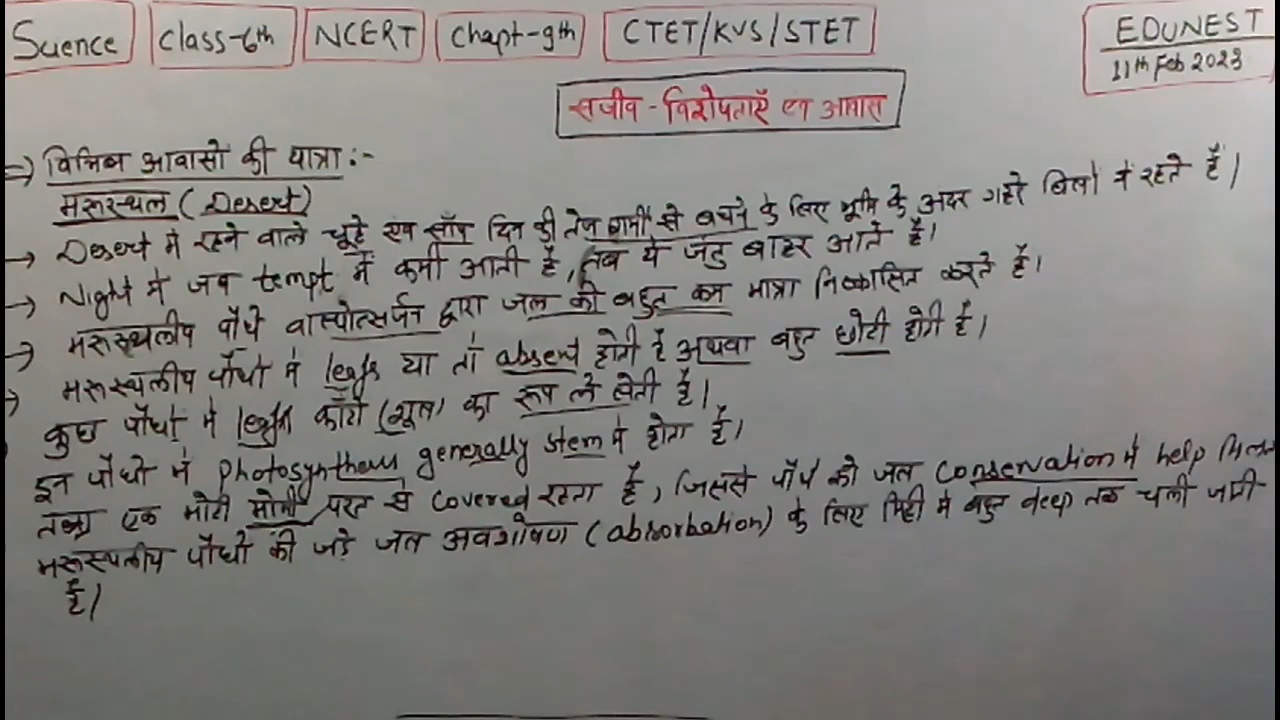 Science class-6th NCERT Chapt-9th CTET/KVS/STET EDUNEST
11th Feb 2023
सजीव - विशेषताएँ एवं आवास
=> विभिन्न आवासों की यात्रा :-
मरूस्थल (Desert)
→ Desert में रहने वाले चूहे एवं साँप दिन की तेज गर्मी से बचने के लिए भूमि के अंदर गहरे बिलों में रहते हैं।
→ Night में जब tempt में कमी आती है, तब ये जंतु बाहर आते हैं।
→ मरूस्थलीय पौधे वाष्पोत्सर्जन द्वारा जल की बहुत कम मात्रा निष्कासित करते हैं।
→ मरूस्थलीय पौधों में leafs या तो absent होती हैं अथवा बहुत छोटी होती हैं।
कुछ पौधों में leafs काँटों (शूल) का रूप ले लेती हैं।
इन पौधों में photosynthesis generally stem में होता है।
तना एक मोटी मोमी परत से covered रहता है, जिससे पौधे को जल conservation में help
मरूस्थलीय पौधों की जड़ें जल अवशोषण (absorbation) के लिए मिट्टी में बहुत तक चली जाती
हैं।